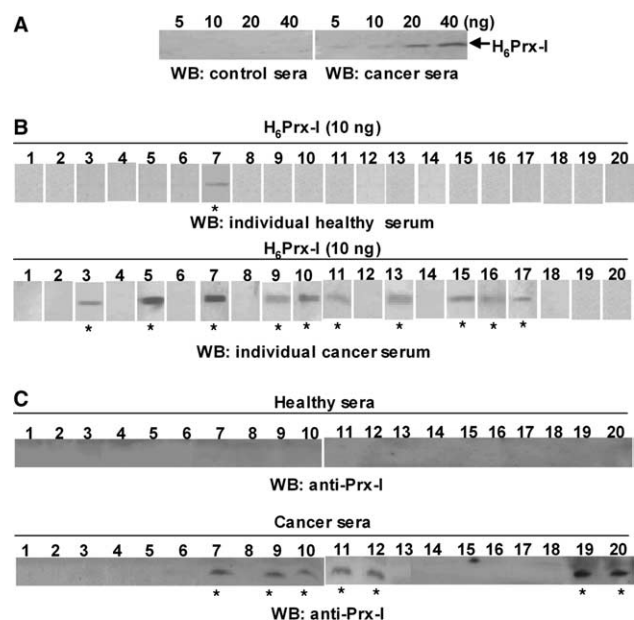 A
5 10 20 40 5 10 20 40 (ng)
H6Prx-I
WB: control sera WB: cancer sera
B
H6Prx-I (10 ng)
1 2 3 4 5 6 7 8 9 10 11 12 13 14 15 16 17 18 19 20
*
WB: individual healthy serum
H6Prx-I (10 ng)
1 2 3 4 5 6 7 8 9 10 11 12 13 14 15 16 17 18 19 20
* * * * * * * * * *
WB: individual cancer serum
C
Healthy sera
1 2 3 4 5 6 7 8 9 10 11 12 13 14 15 16 17 18 19 20
WB: anti-Prx-I
Cancer sera
1 2 3 4 5 6 7 8 9 10 11 12 13 14 15 16 17 18 19 20
* * * * * * *
WB: anti-Prx-I